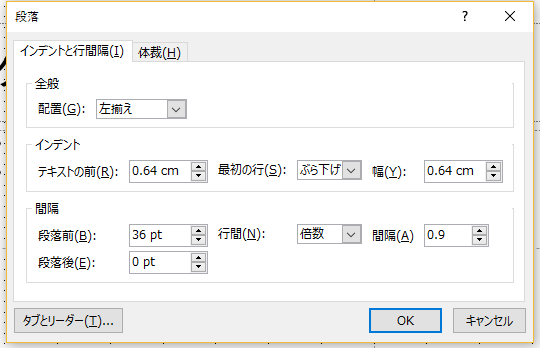 段落
?
インデントと行間隔(I) 体裁(H)
全般
配置(G): 左揃え
インデント
テキストの前(R): 0.64 cm 最初の行(S): ぶら下げ 幅(Y): 0.64 cm
間隔
段落前(B): 36 pt 行間(N): 倍数 間隔(A) 0.9
段落後(E): 0 pt
タブとリーダー(T)... OK キャンセル